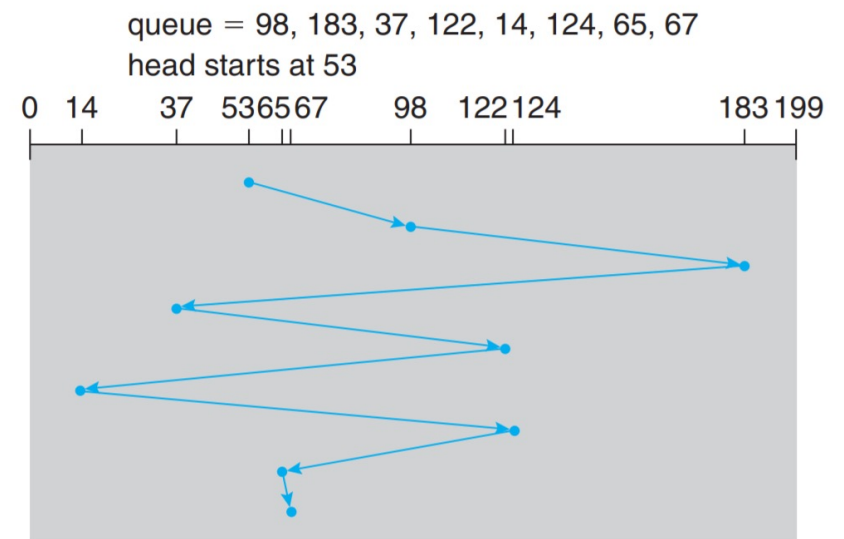 queue = 98, 183, 37, 122, 14, 124, 65, 67
head starts at 53
0 14 37 536567 98 122124 183199